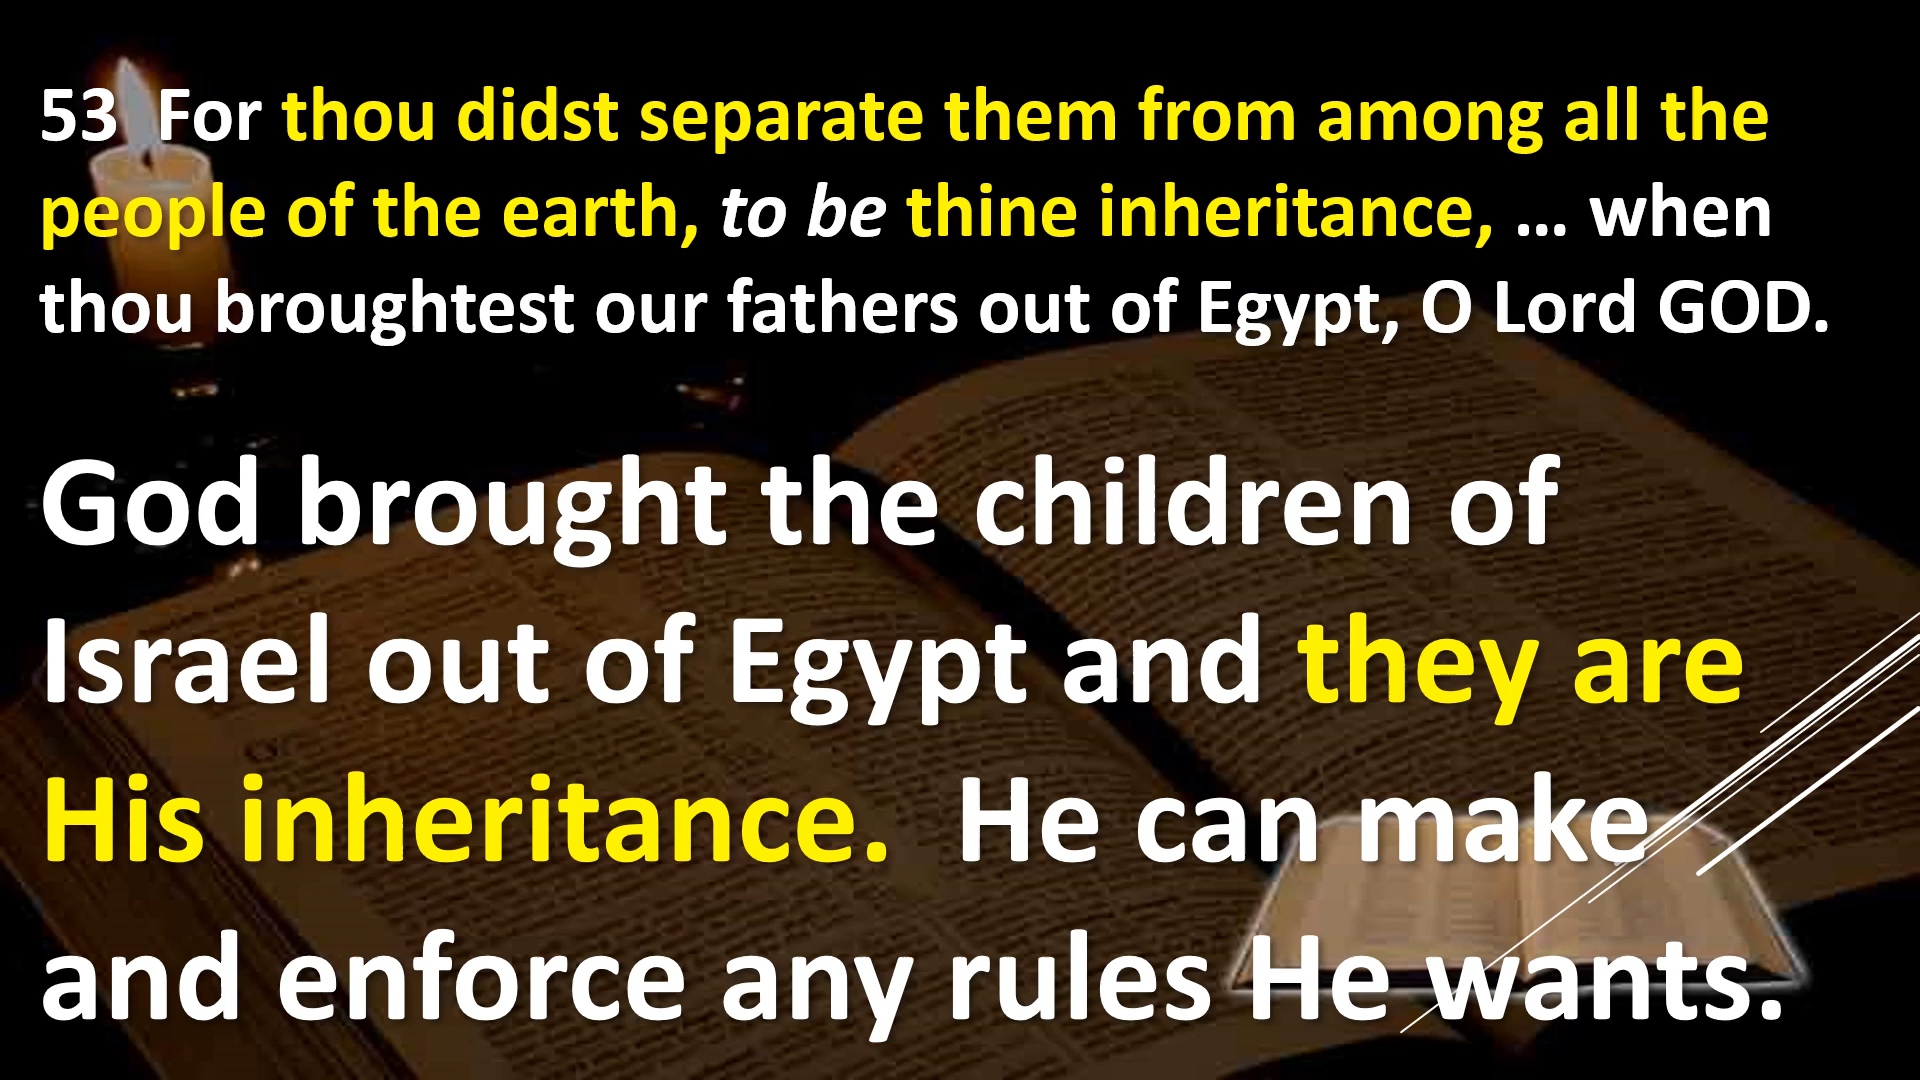 53  For thou didst separate them from among all the
people of the earth, to be thine inheritance, … when
thou broughtest our fathers out of Egypt, O Lord GOD.
God brought the children of
Israel out of Egypt and they are
His inheritance.  He can make
and enforce any rules He wants.